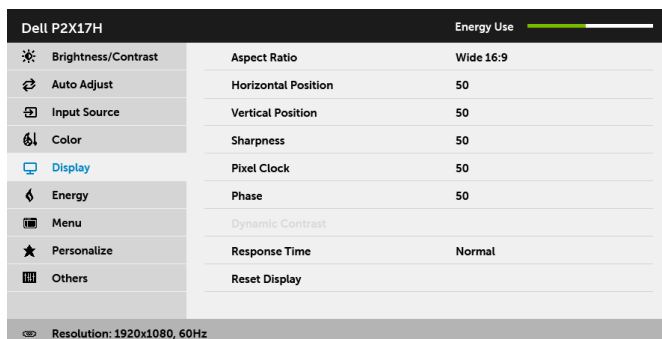 Dell P2X17H Energy Use
Brightness/Contrast Aspect Ratio Wide 16:9
Auto Adjust Horizontal Position 50
Input Source Vertical Position 50
Color Sharpness 50
Display Pixel Clock 50
Energy Phase 50
Menu Dynamic Contrast
Personalize Response Time Normal
Others Reset Display
Resolution: 1920x1080, 60Hz